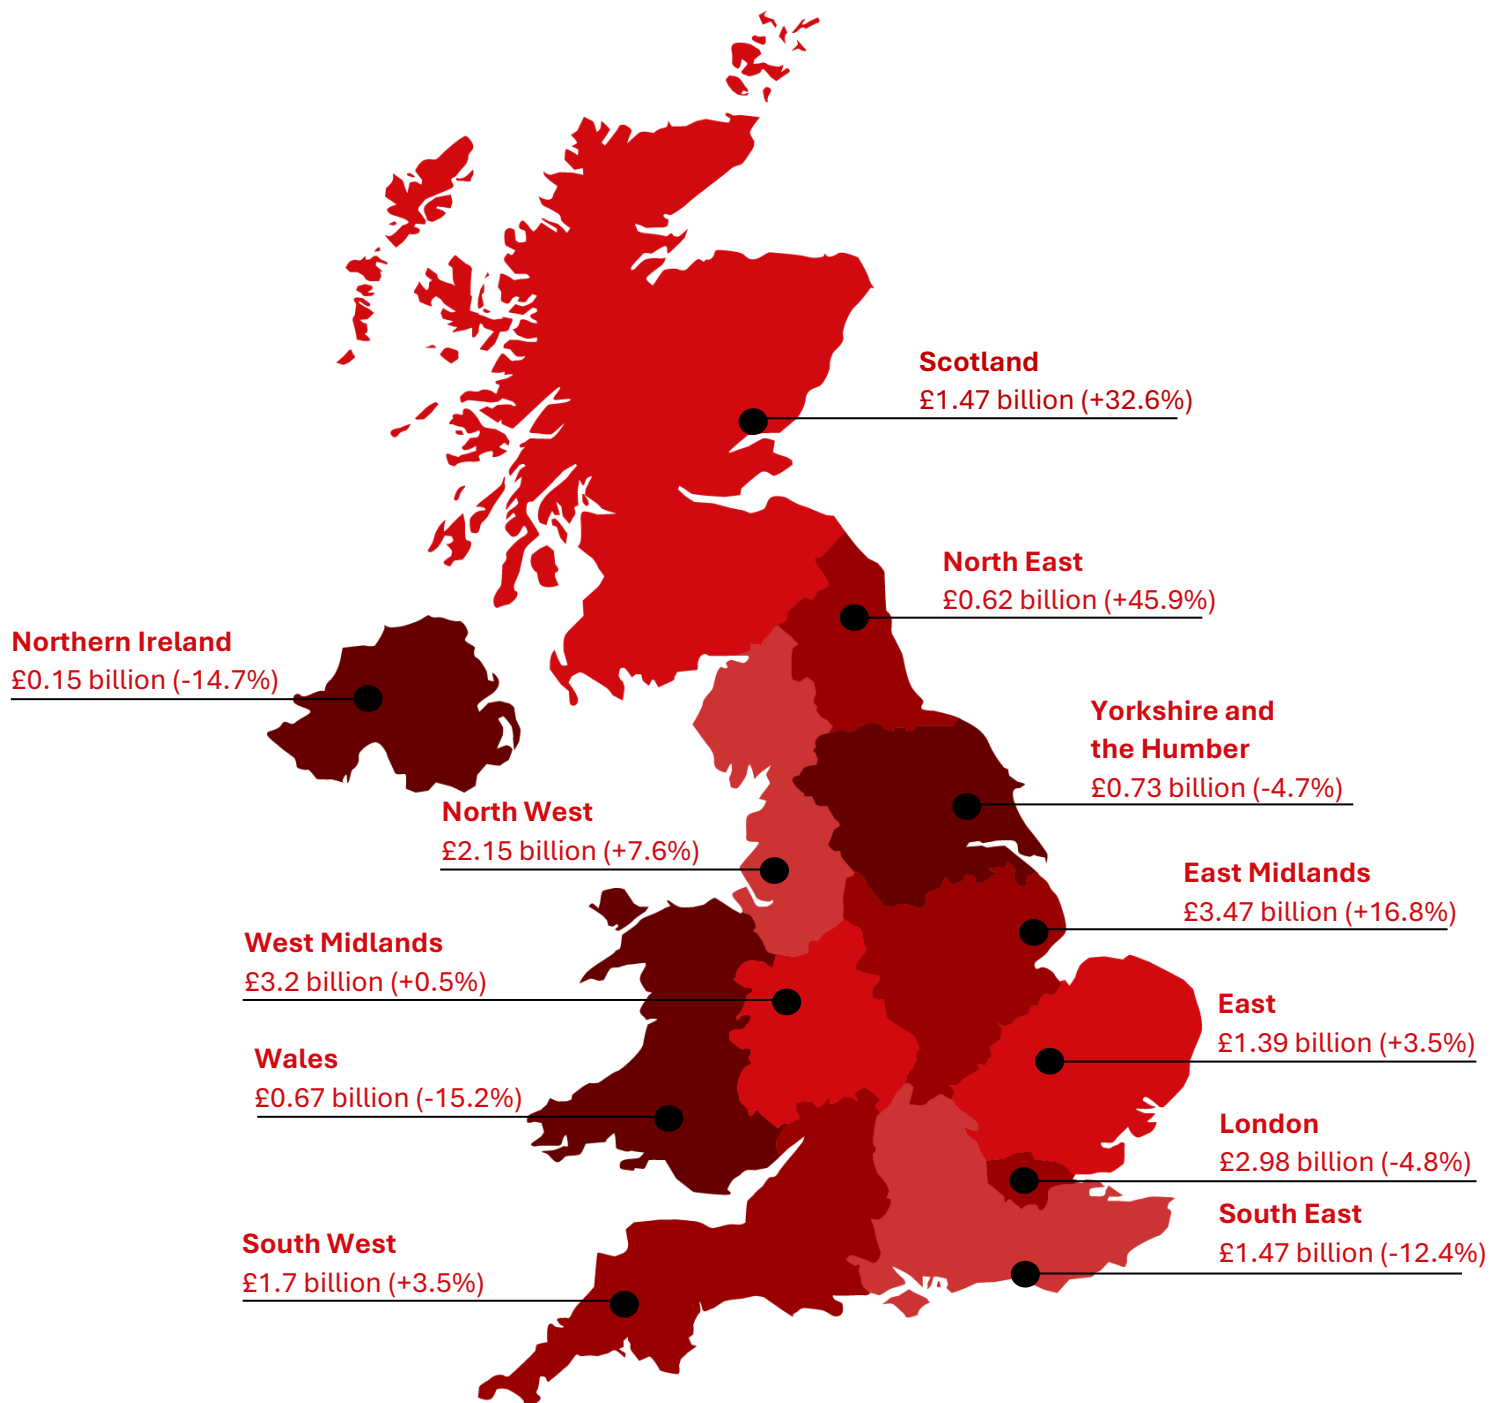 Scotland
£1.47 billion (+32.6%)
North East
£0.62 billion (+45.9%)
Northern Ireland
£0.15 billion (-14.7%)
Yorkshire and
the Humber
£0.73 billion (-4.7%)
North West
£2.15 billion (+7.6%)
East Midlands
£3.47 billion (+16.8%)
West Midlands
£3.2 billion (+0.5%)
East
£1.39 billion (+3.5%)
Wales
£0.67 billion (-15.2%)
London
£2.98 billion (-4.8%)
South East
£1.47 billion (-12.4%)
South West
£1.7 billion (+3.5%)